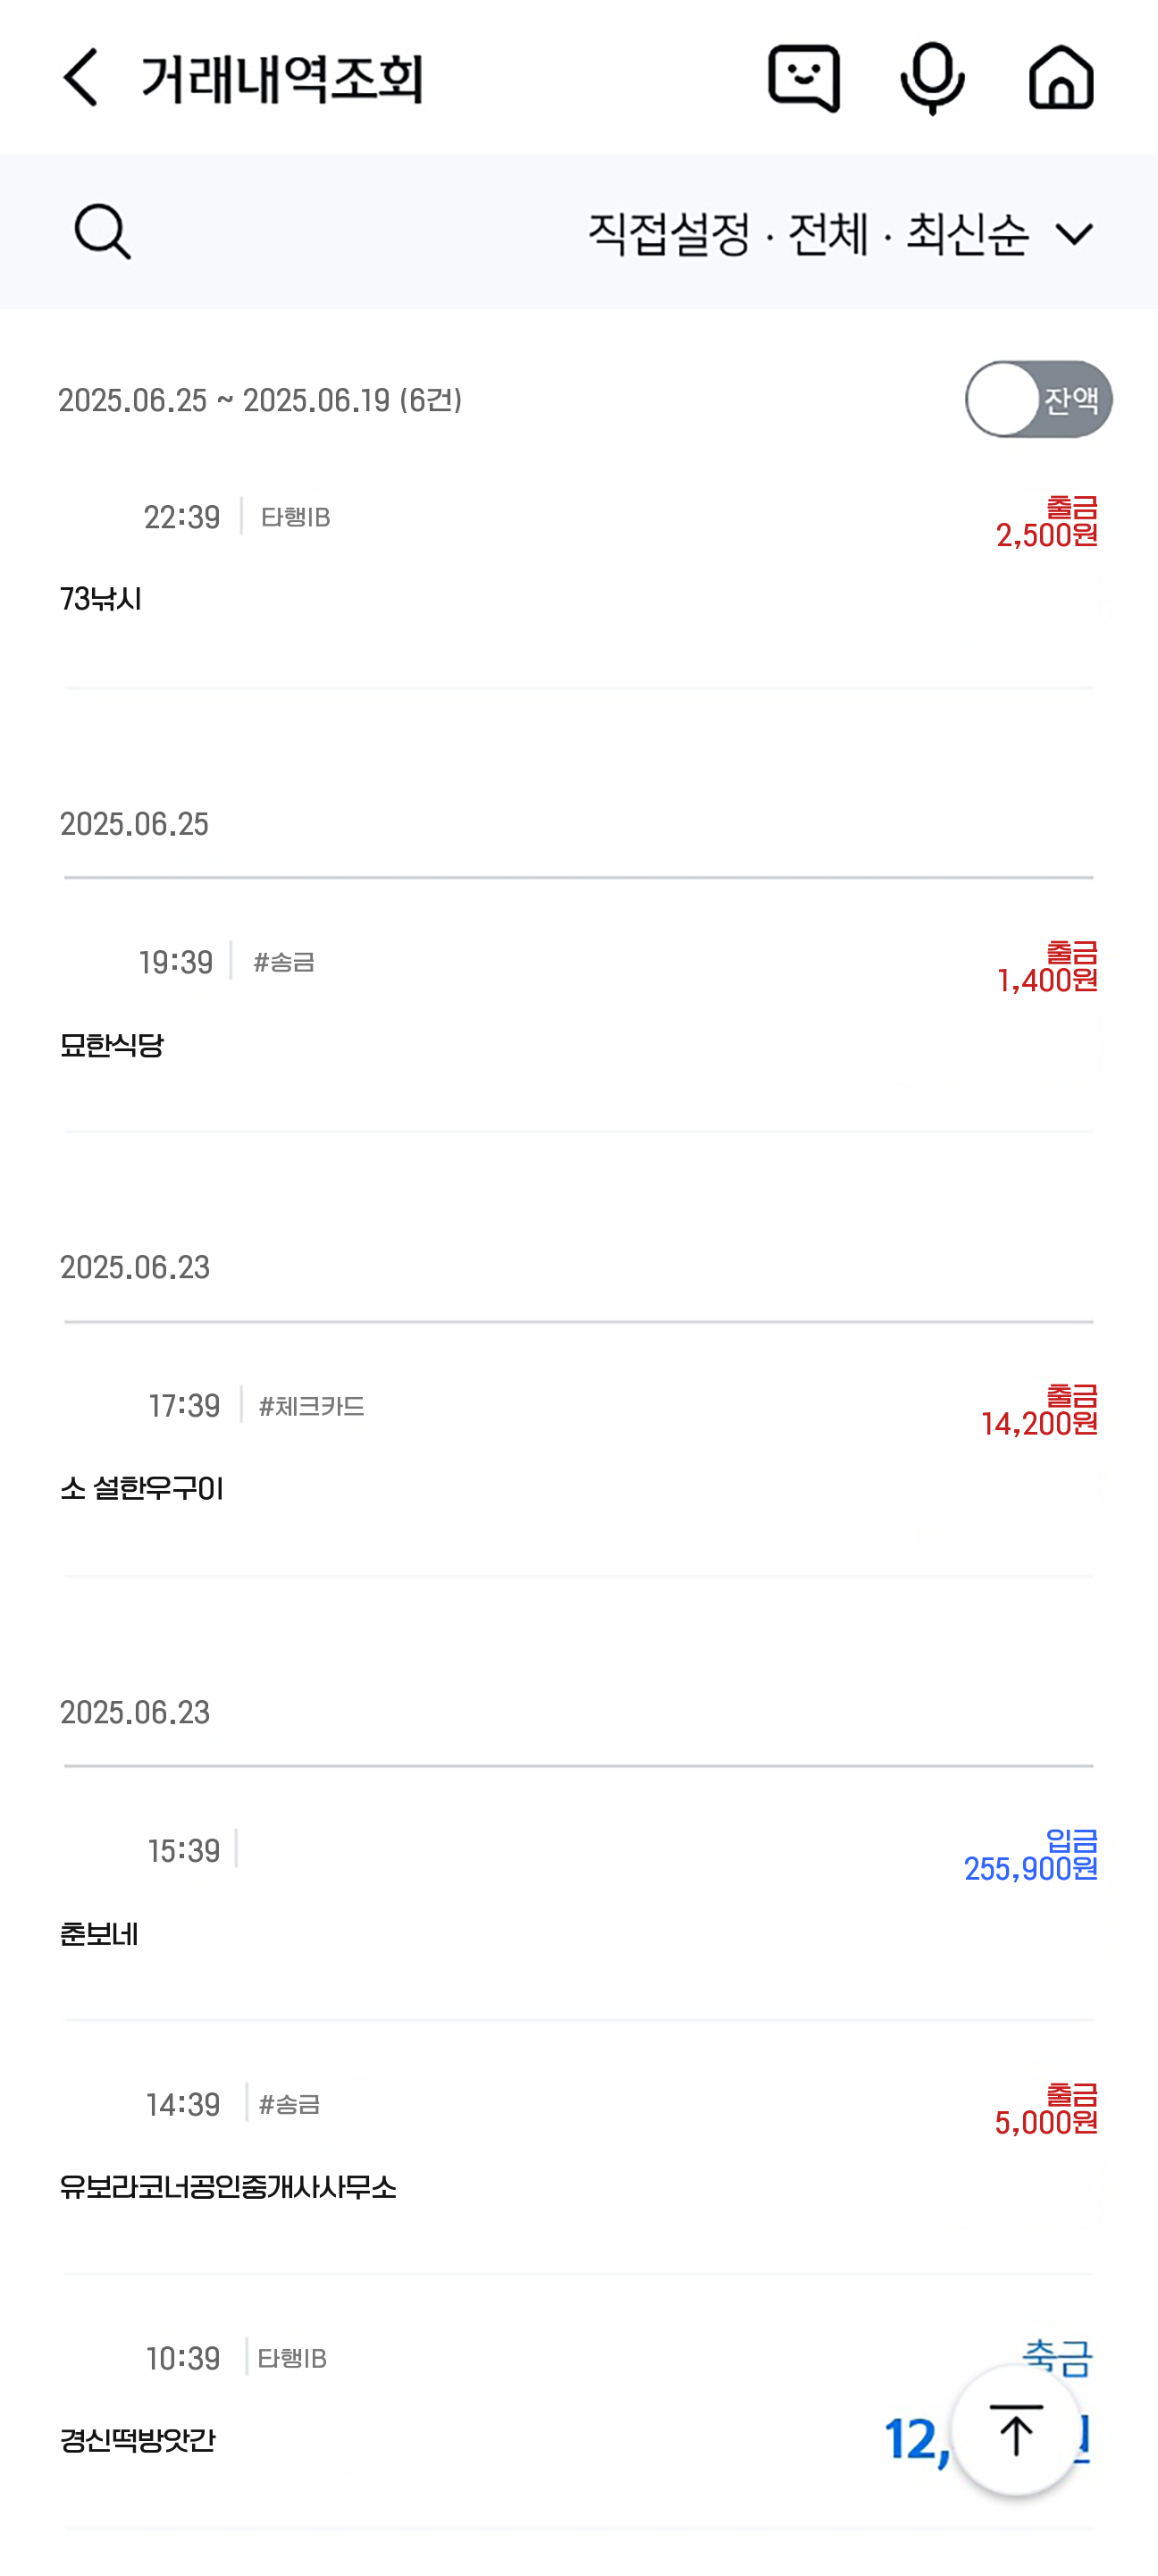 거래내역조회
직접설정 · 전체 · 최신순
2025.06.25 ~ 2025.06.19 (6건)
잔액
22:39 타행IB
출금
2,500원
73낚시
2025.06.25
19:39 #송금
출금
1,400원
묘한식당
2025.06.23
17:39 #체크카드
출금
14,200원
소 설한우구이
2025.06.23
15:39
입금
255,900원
춘보네
14:39 #송금
출금
5,000원
유보라코너공인중개사사무소
10:39 타행IB
경신떡방앗간
12,